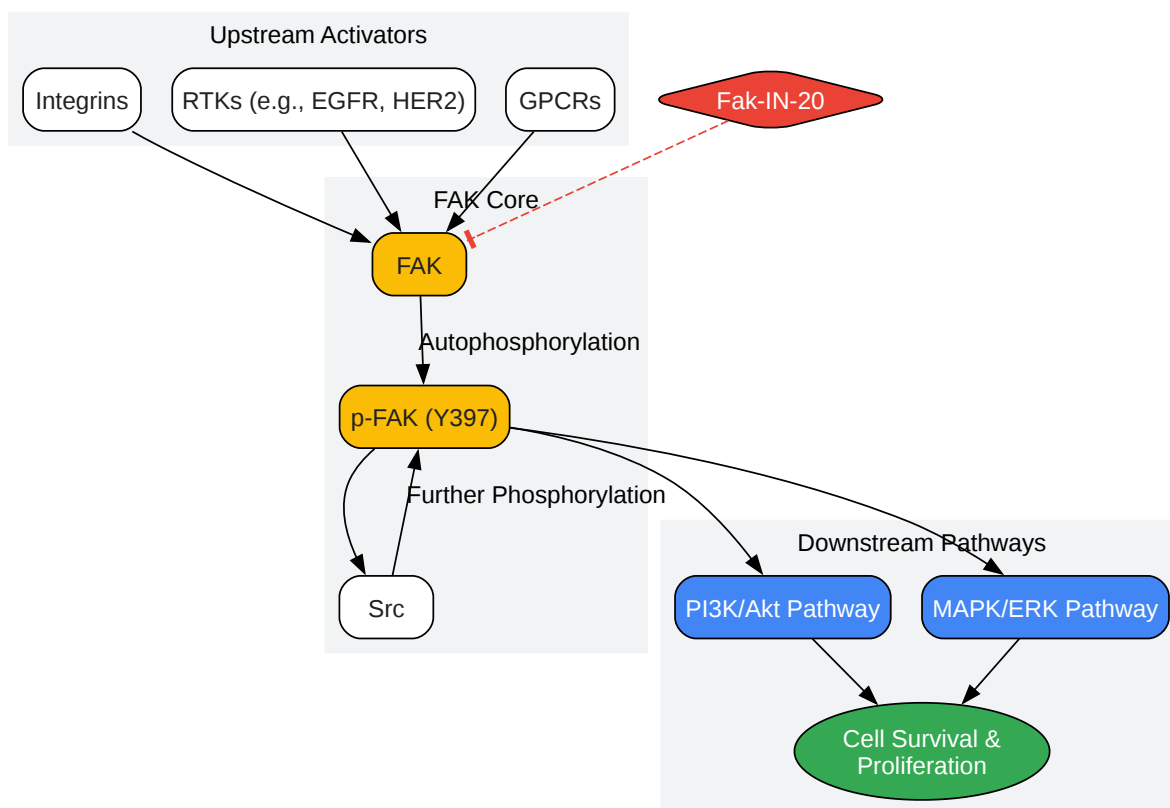 Upstream Activators
Integrins
RTKs (e.g., EGFR, HER2)
GPCRs
Fak-IN-20
FAK Core
FAK
Autophosphorylation
p-FAK (Y397)
Further Phosphorylation
Downstream Pathways
Src
PI3K/Akt Pathway
MAPK/ERK Pathway
Cell Survival &
Proliferation